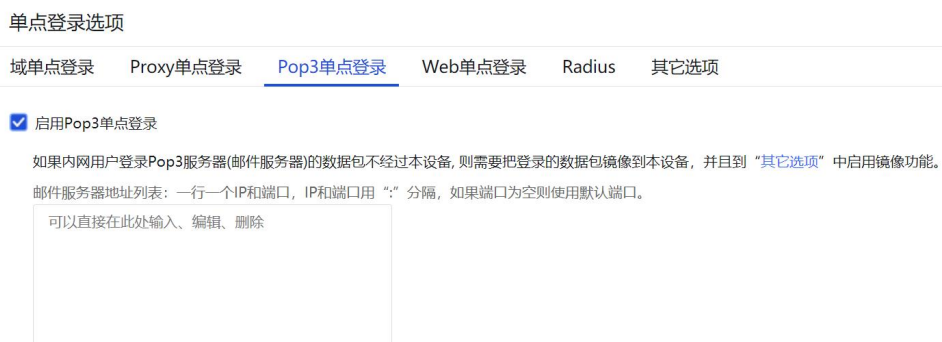 单点登录选项
域单点登录 Proxy单点登录 Pop3单点登录 Web单点登录 Radius 其它选项
启用Pop3单点登录
如果内网用户登录Pop3服务器(邮件服务器)的数据包不经过本设备, 则需要把登录的数据包镜像到本设备，并且到“其它选项”中启用镜像功能。
邮件服务器地址列表：一行一个IP和端口，IP和端口用“:”分隔，如果端口为空则使用默认端口。
可以直接在此处输入、编辑、删除